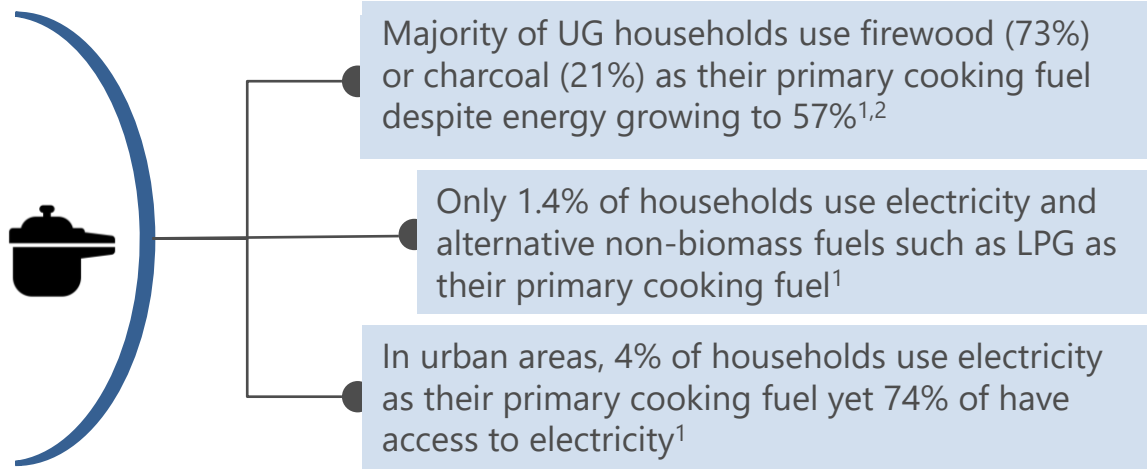 Majority of UG households use firewood (73%)
or charcoal (21%) as their primary cooking fuel
despite energy growing to 57%¹,²
Only 1.4% of households use electricity and
alternative non-biomass fuels such as LPG as
their primary cooking fuel¹
In urban areas, 4% of households use electricity
as their primary cooking fuel yet 74% of have
access to electricity¹